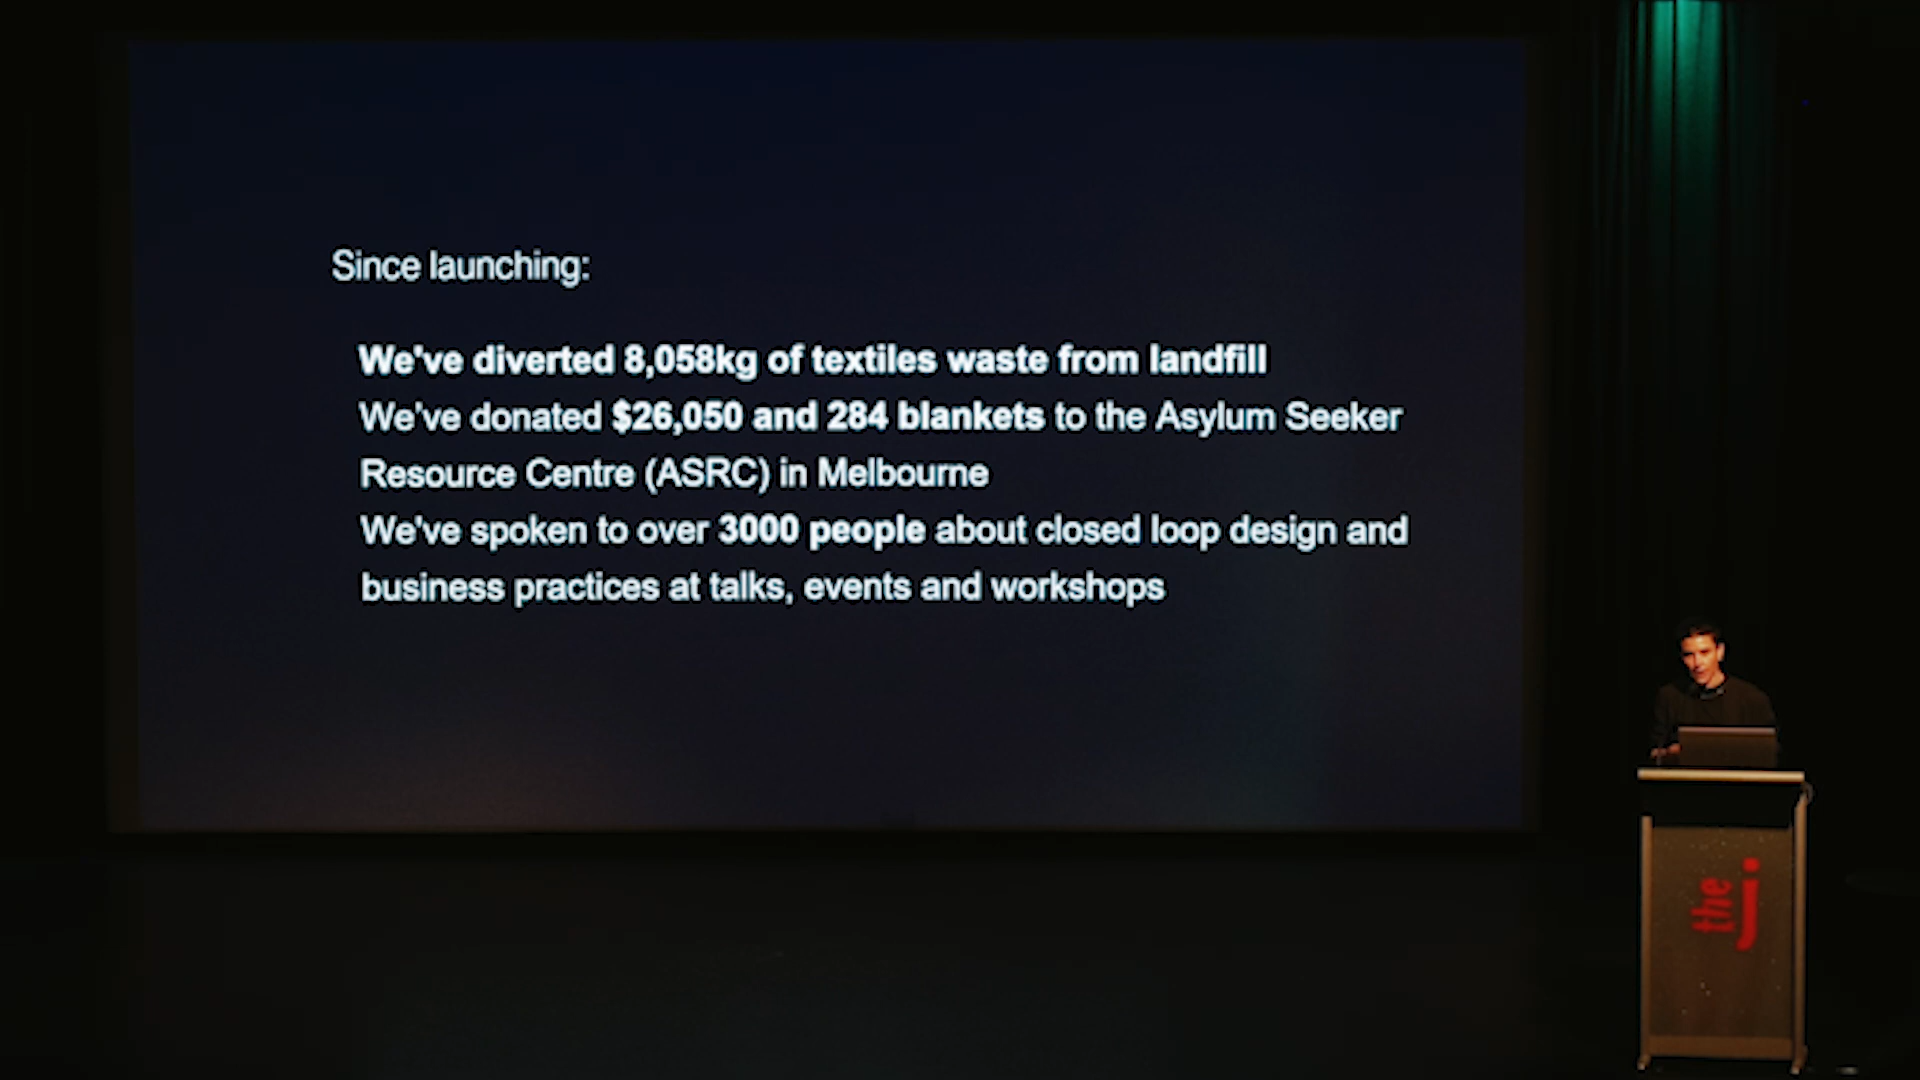 Since launching:
We've diverted 8,058kg of textiles waste from landfill
We've donated $26,050 and 284 blankets to the Asylum Seeker
Resource Centre (ASRC) in Melbourne
We've spoken to over 3000 people about closed loop design and
business practices at talks, events and workshops
the j